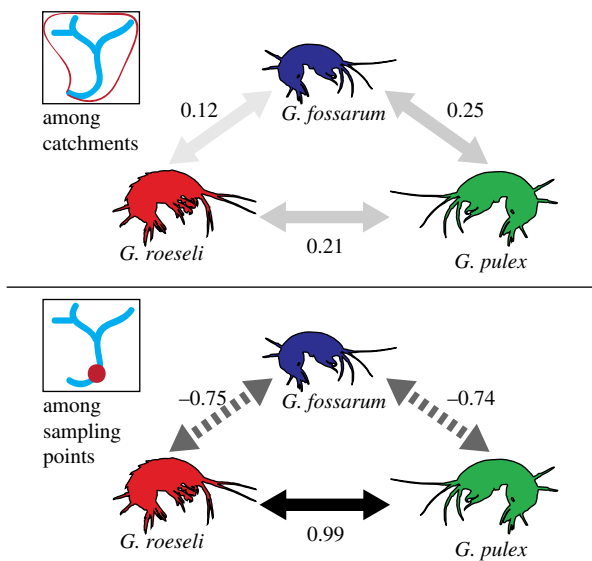 among
catchments
0.12
G. fossarum
0.25
G. roeseli
0.21
G. pulex
among
sampling
points
–0.75
G. fossarum
–0.74
G. roeseli
0.99
G. pulex